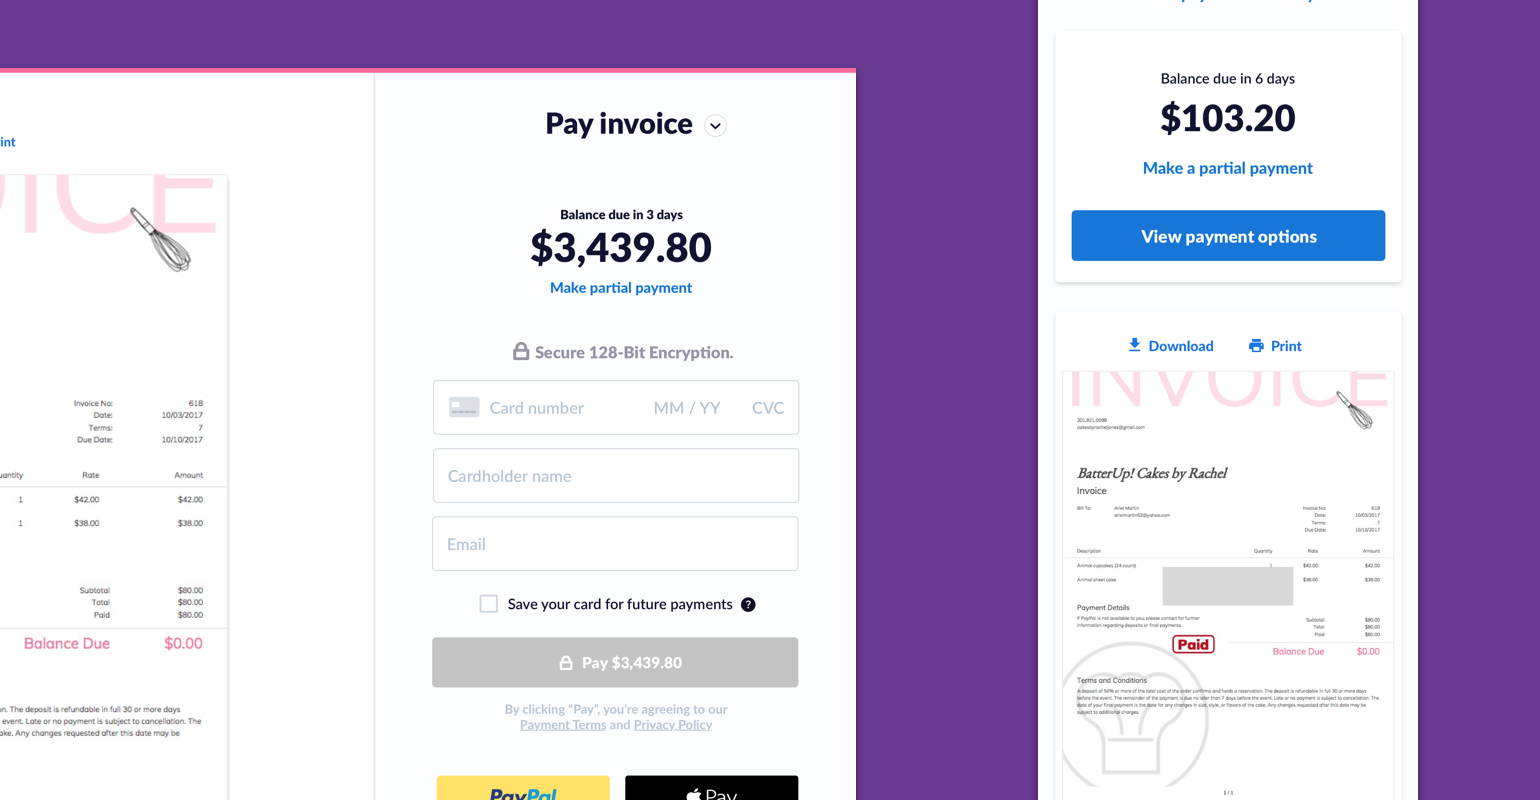 int
OICE
Invoice No: 618
Date: 10/03/2017
Terms: 7
Due Date: 10/10/2017
uantity Rate Amount
1 $42.00 $42.00
1 $38.00 $38.00
Subtotal $80.00
Total $80.00
Paid $80.00
Balance Due $0.00
n. The deposit is refundable in full 30 or more days
e event. Late or no payment is subject to cancellation. The
ake. Any changes requested after this date may be
Pay invoice
Balance due in 3 days
$3,439.80
Make partial payment
Secure 128-Bit Encryption.
Card number MM / YY CVC
Cardholder name
Email
Save your card for future payments ?
Pay $3,439.80
By clicking “Pay”, you’re agreeing to our
Payment Terms and Privacy Policy
PayPal Pay
Balance due in 6 days
$103.20
Make a partial payment
View payment options
Download Print
INVOICE
301.821.0098
cakesbyracheljones@gmail.com
BatterUp! Cakes by Rachel
Invoice
Bill To: Ariel Martin Invoice No: 618
arielmartin62@yahoo.com Date: 10/03/2017
Terms: 7
Due Date: 10/10/2017
Description Quantity Rate Amount
Animal cupcakes (24 count) 1 $42.00 $42.00
Animal sheet cake $38.00 $38.00
Payment Details
If PayPal is not available to you, please contact for further
information regarding deposits or final payments.
Subtotal $80.00
Total $80.00
Paid $80.00
Paid
Balance Due $0.00
Terms and Conditions
A deposit of 50% or more of the total cost of the order confirms and holds a reservation. The deposit is refundable in full 30 or more days
before the event. The remainder of the payment is due no later than 7 days before the event. Late or no payment is subject to cancellation. The
date of your final payment is the date for any changes in size, style, or flavors of the cake. Any changes requested after this date may be
subject to additional charges.
1 / 1